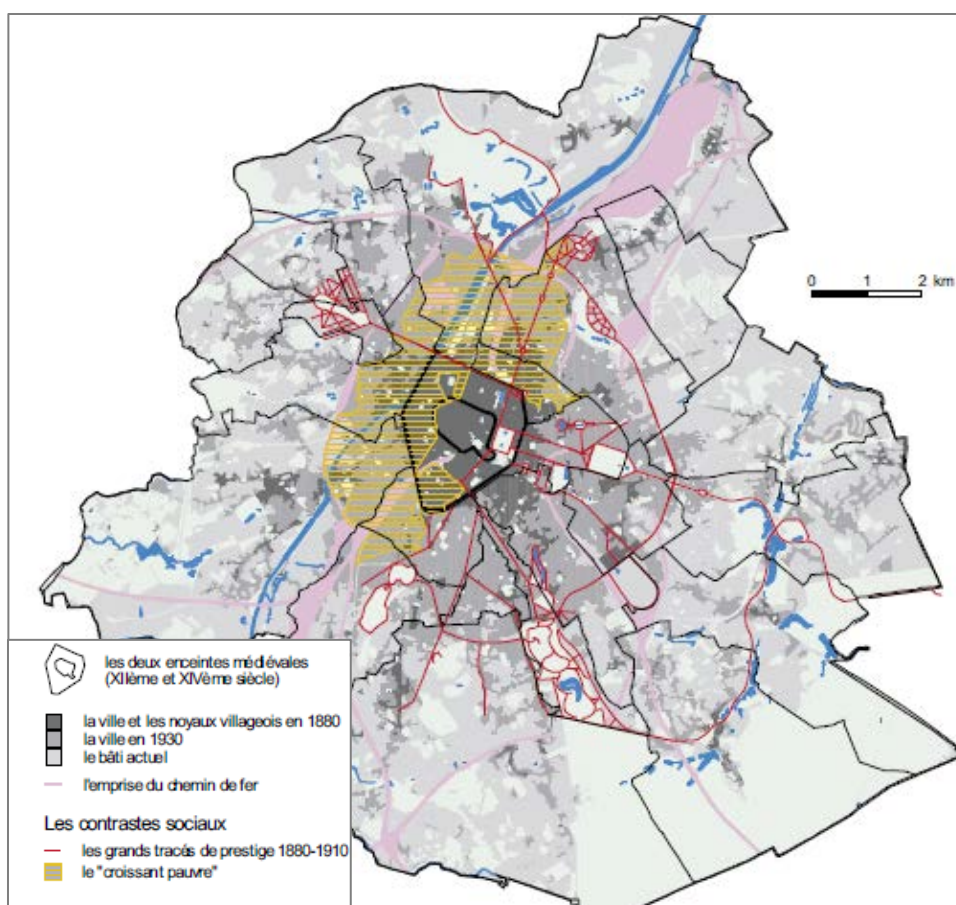 0 1 2 km
les deux enceintes médiévales
(XIIème et XIVème siècle)
la ville et les noyaux villageois en 1880
la ville en 1930
le bâti actuel
l'emprise du chemin de fer
Les contrastes sociaux
les grands tracés de prestige 1880-1910
le "croissant pauvre"